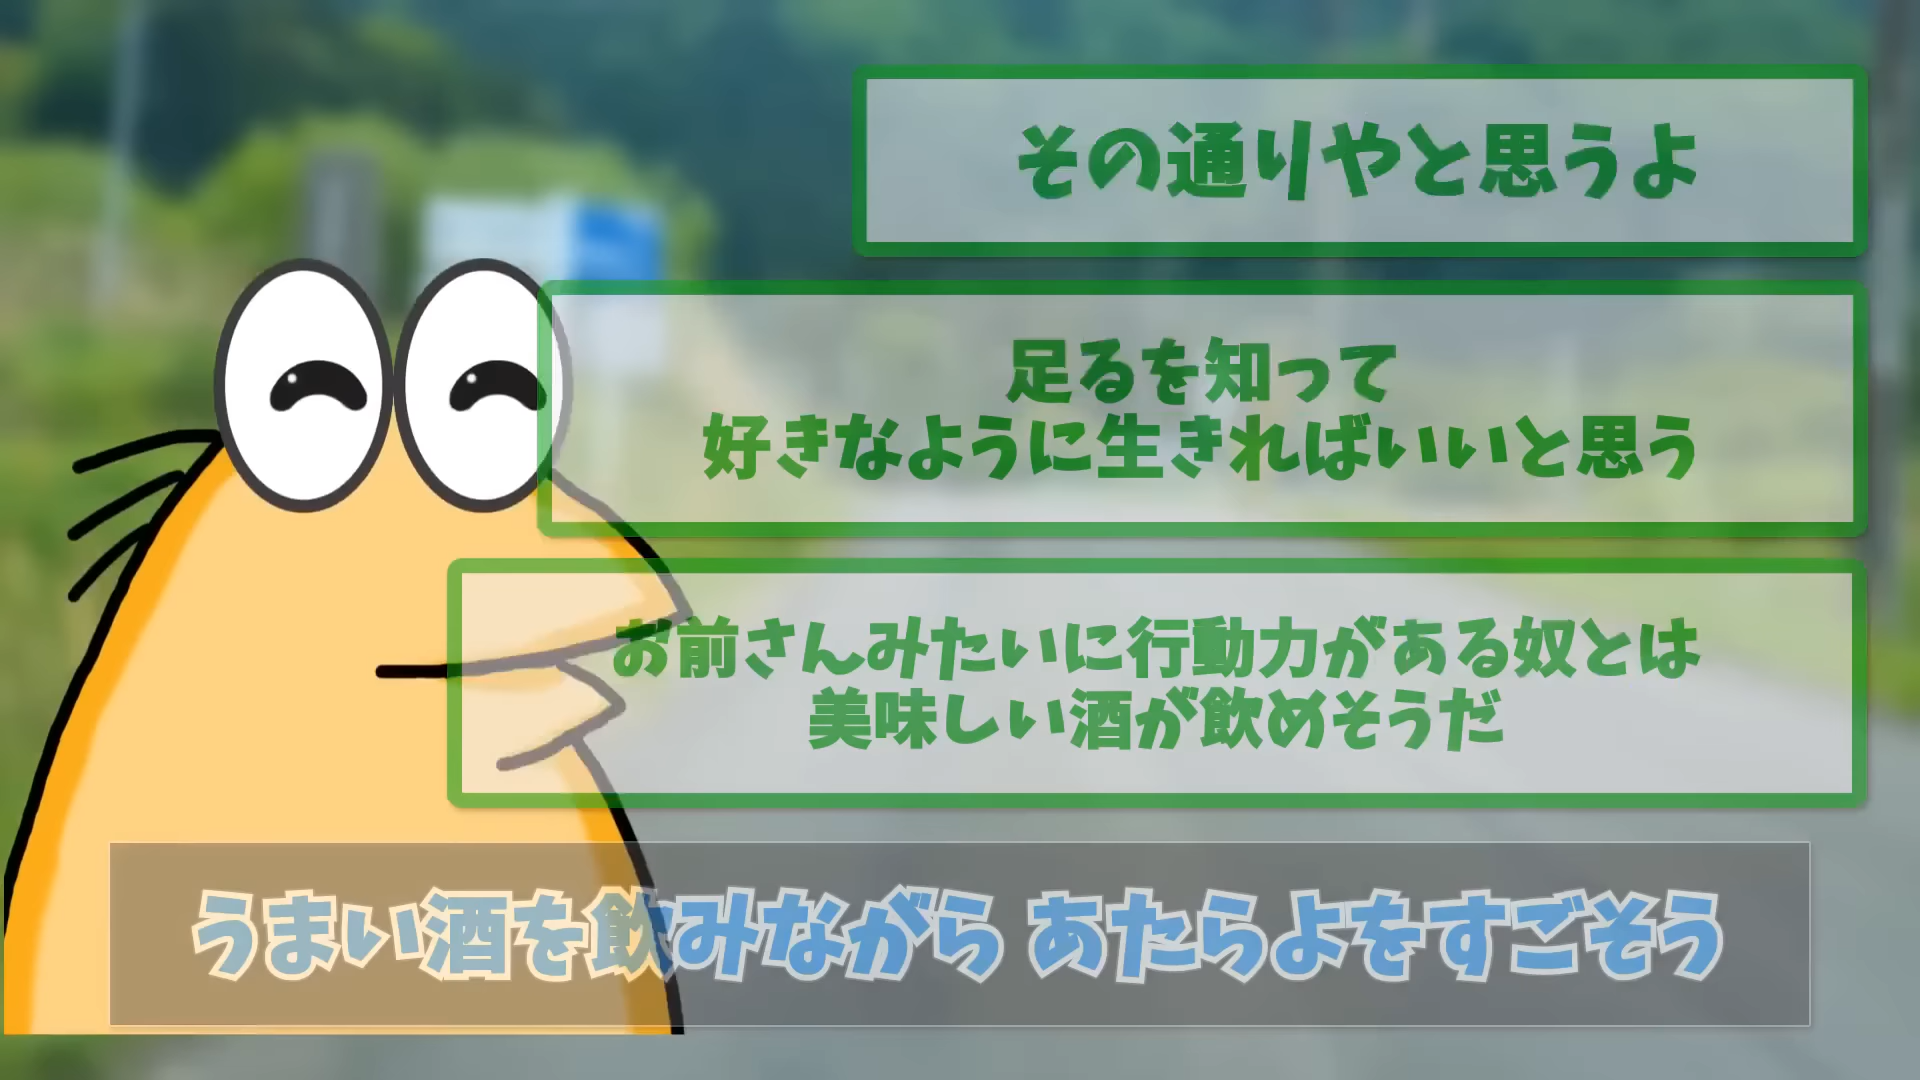 その通りやと思うよ
足るを知って
好きなように生きればいいと思う
お前さんみたいに行動力がある奴とは
美味しい酒が飲めそうだ
うまい酒を飲みながら あたらよをすごそう